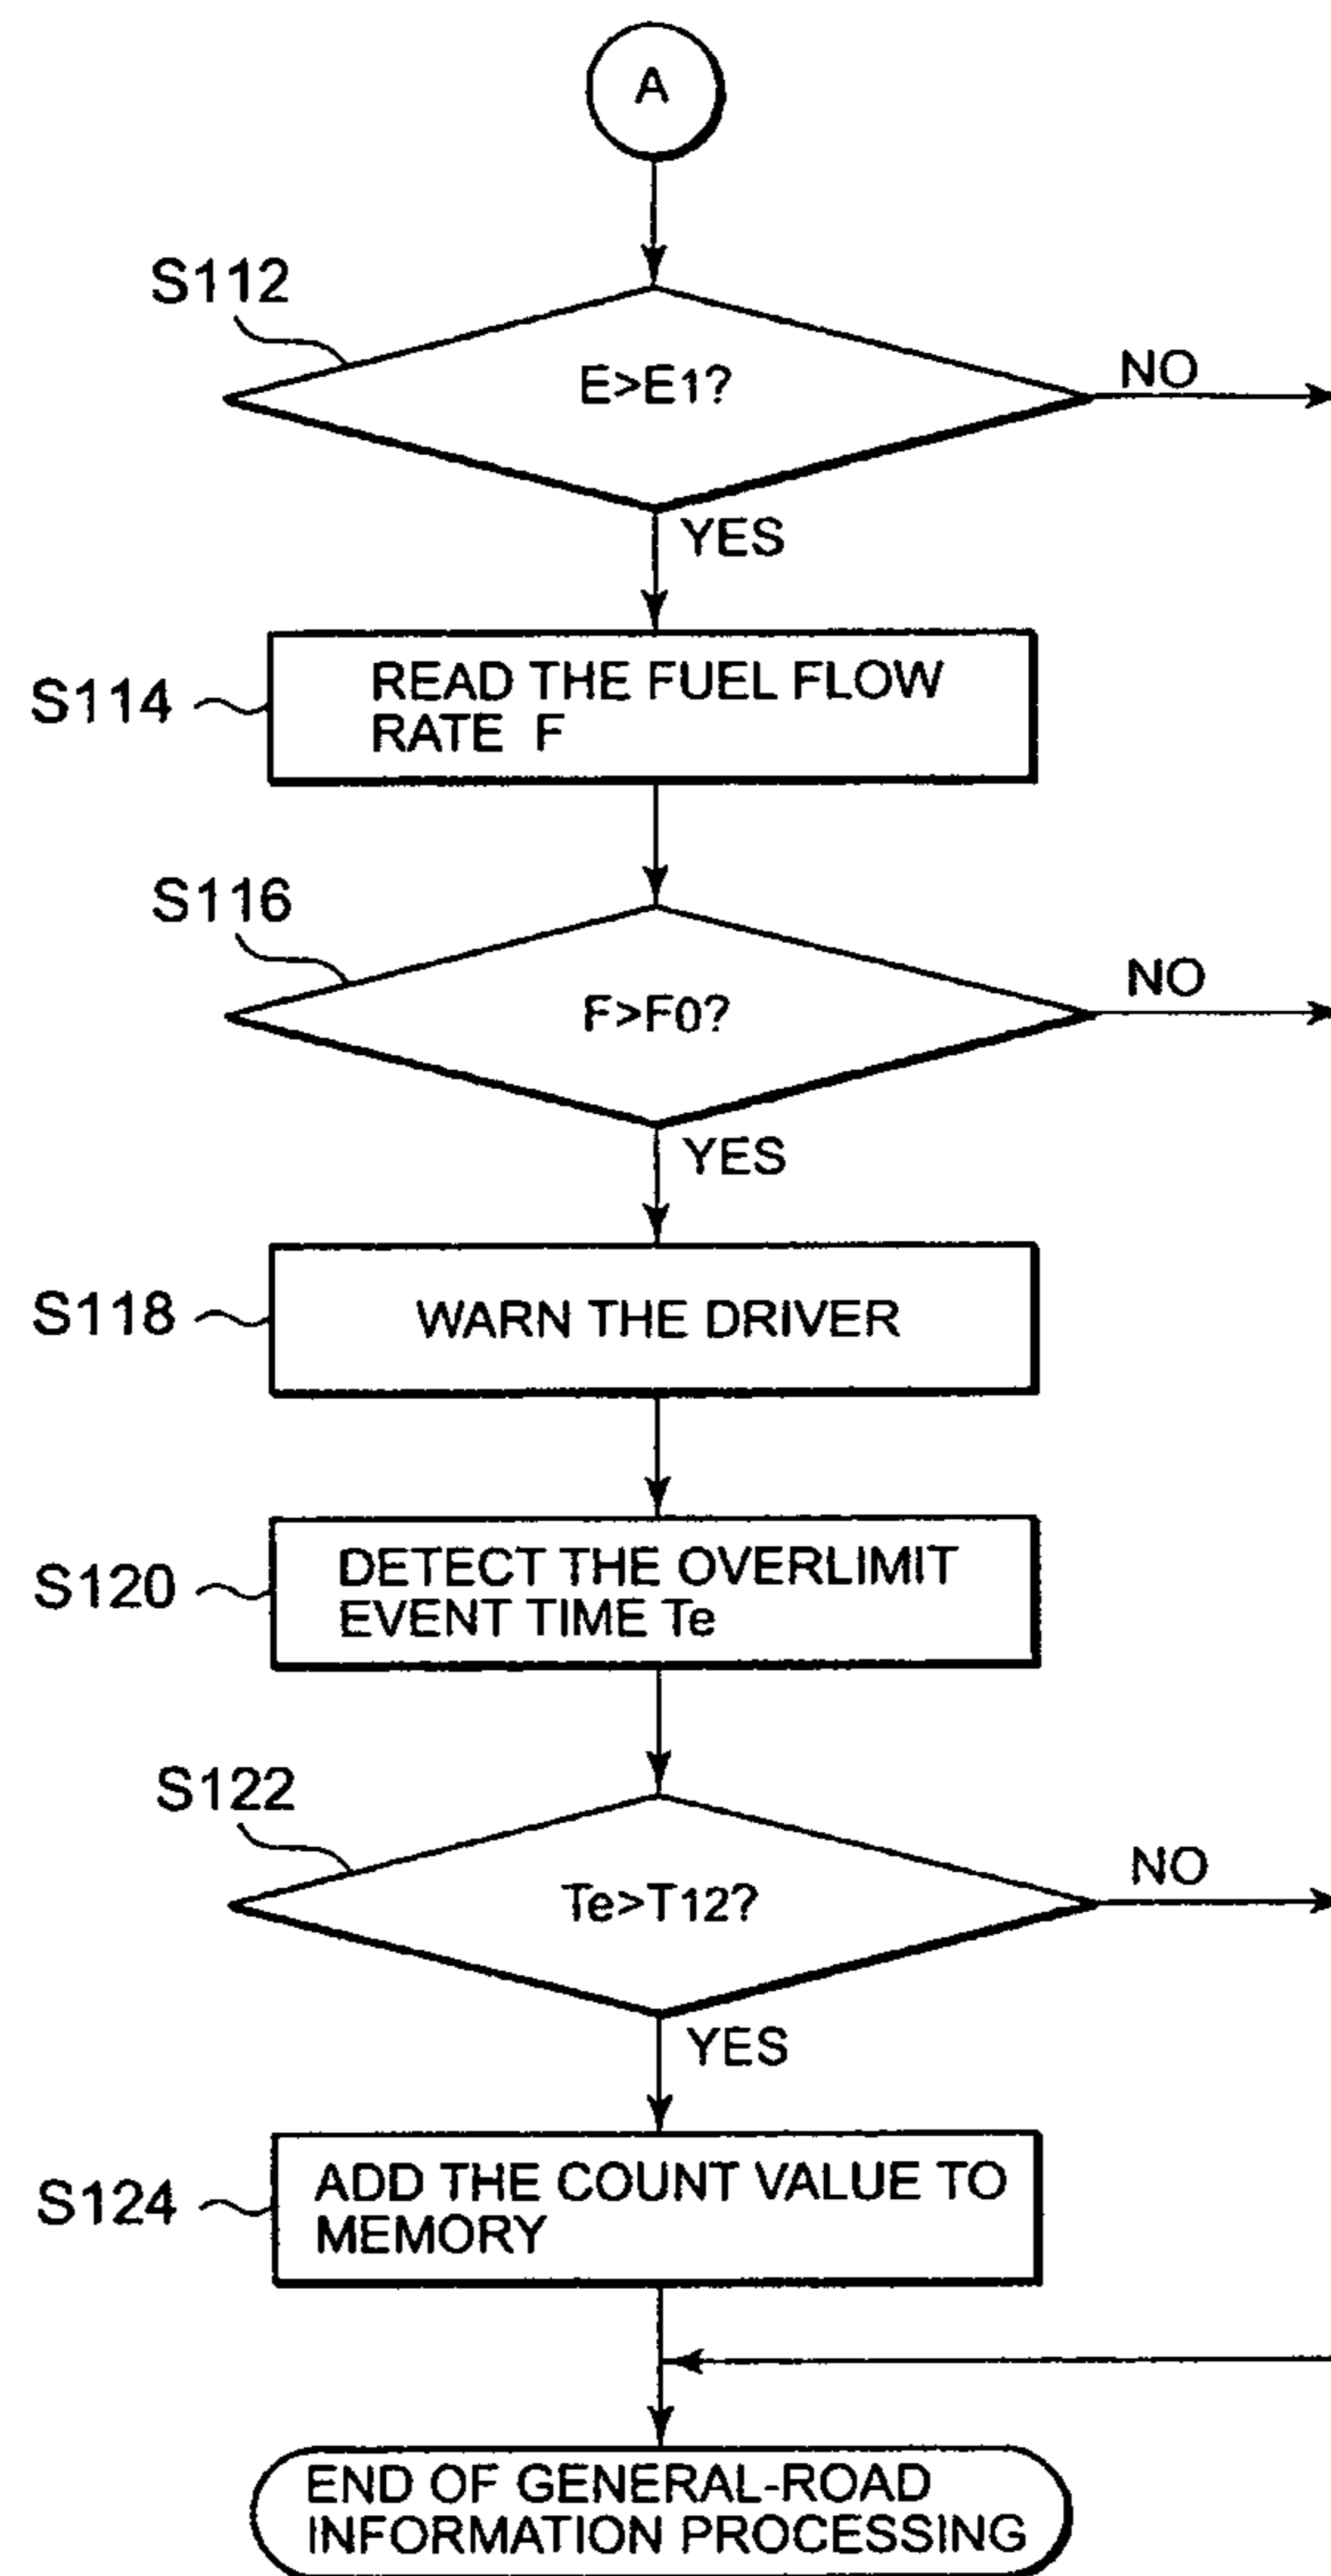 A
S112
E>E1?
NO
YES
S114
READ THE FUEL FLOW
RATE F
S116
F>F0?
NO
YES
S118
WARN THE DRIVER
S120
DETECT THE OVERLIMIT
EVENT TIME Te
S122
Te>T12?
NO
YES
S124
ADD THE COUNT VALUE TO
MEMORY
END OF GENERAL-ROAD
INFORMATION PROCESSING